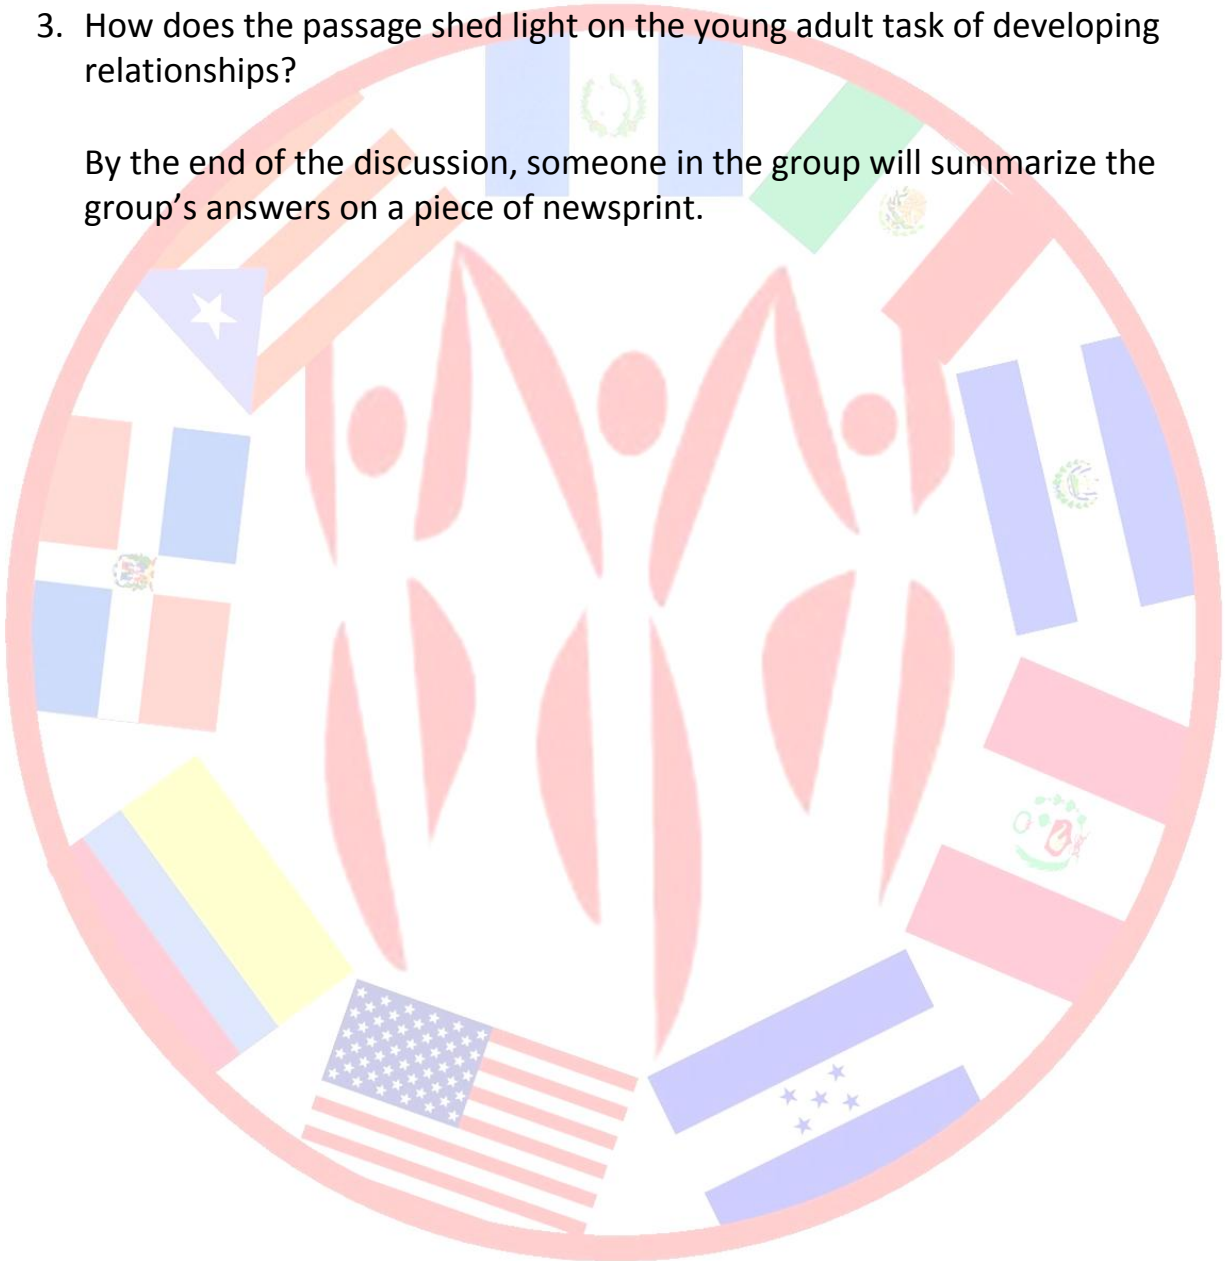 3. How does the passage shed light on the young adult task of developing
relationships?
By the end of the discussion, someone in the group will summarize the
group’s answers on a piece of newsprint.